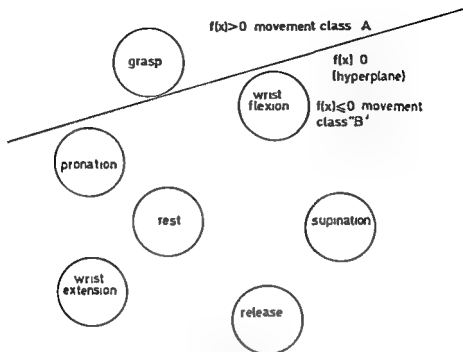 f(x)>0 movement class A
grasp
f(x) 0
(hyperplane)
wrist
flexion
f(x)≤0 movement
class "B"
pronation
rest
supination
wrist
extension
release